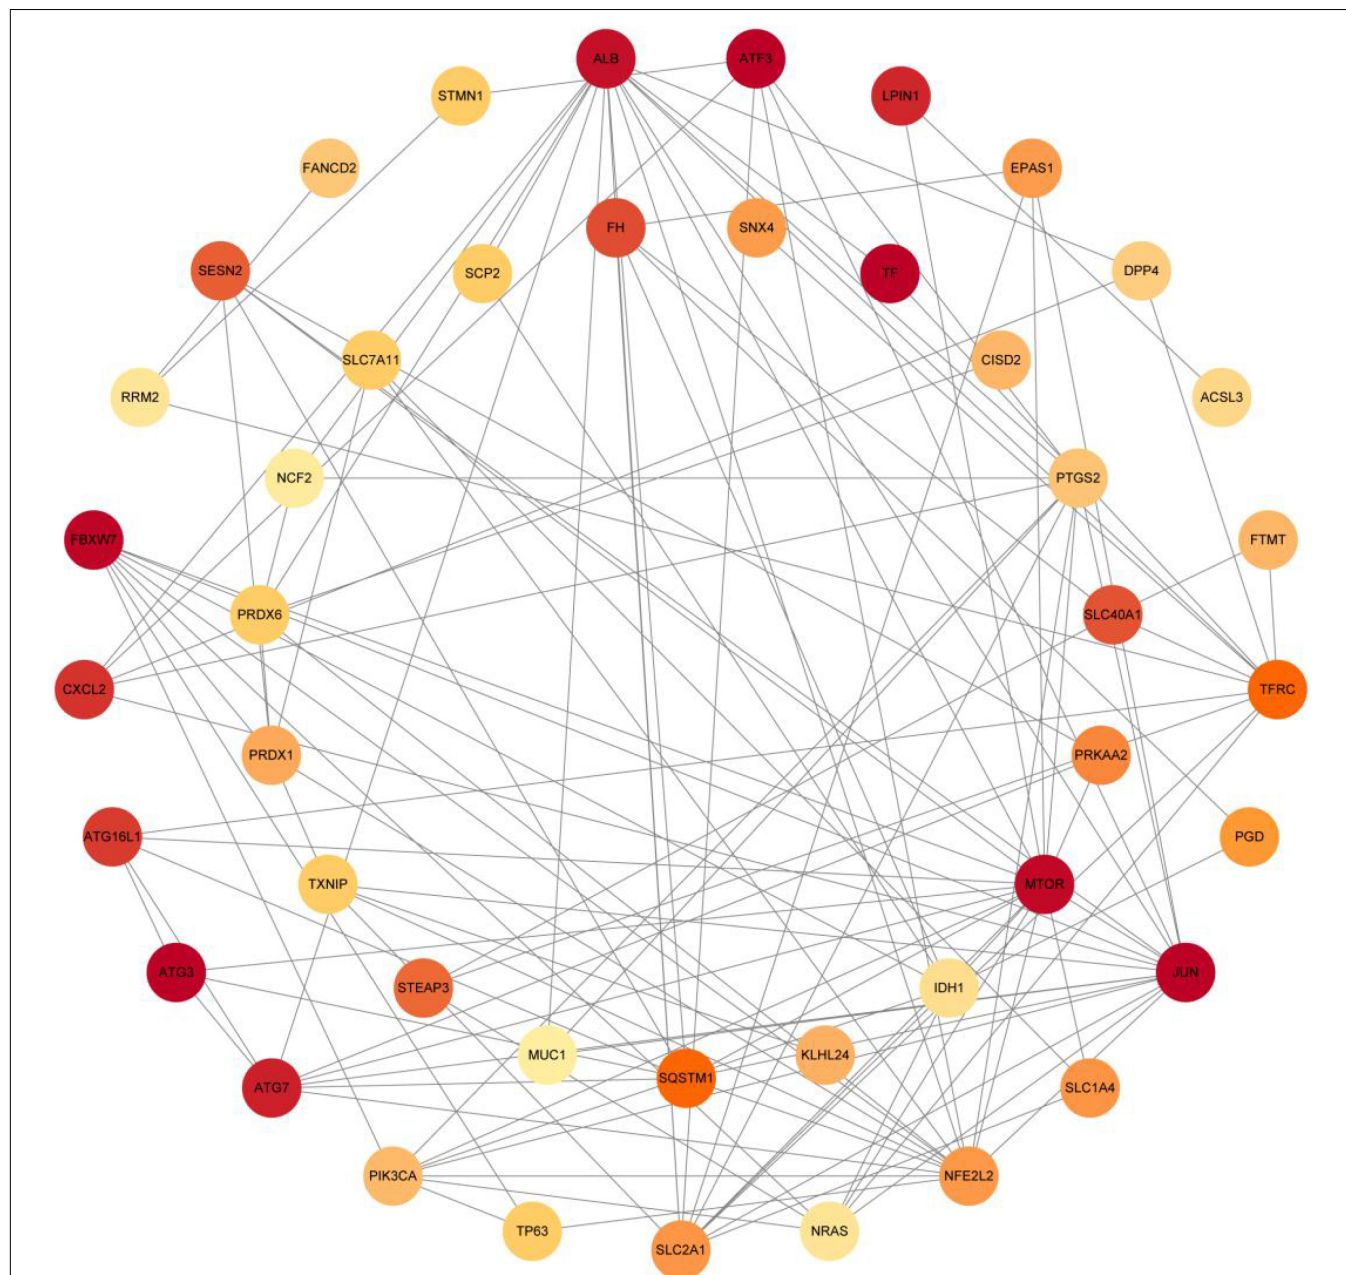 ALB
ATF3
STMN1
LPIN1
FANCD2
EPAS1
FH
SNX4
SESN2
SCP2
TF
DPP4
SLC7A11
CISD2
RRM2
ACSL3
NCF2
PTGS2
FBXW7
FTMT
PRDX6
SLC40A1
CXCL2
TFRC
PRDX1
PRKAA2
ATG16L1
PGD
TXNIP
MTOR
ATG3
STEAP3
IDH1
JUN
MUC1
KLHL24
SQSTM1
ATG7
SLC1A4
PIK3CA
NFE2L2
TP63
NRAS
SLC2A1